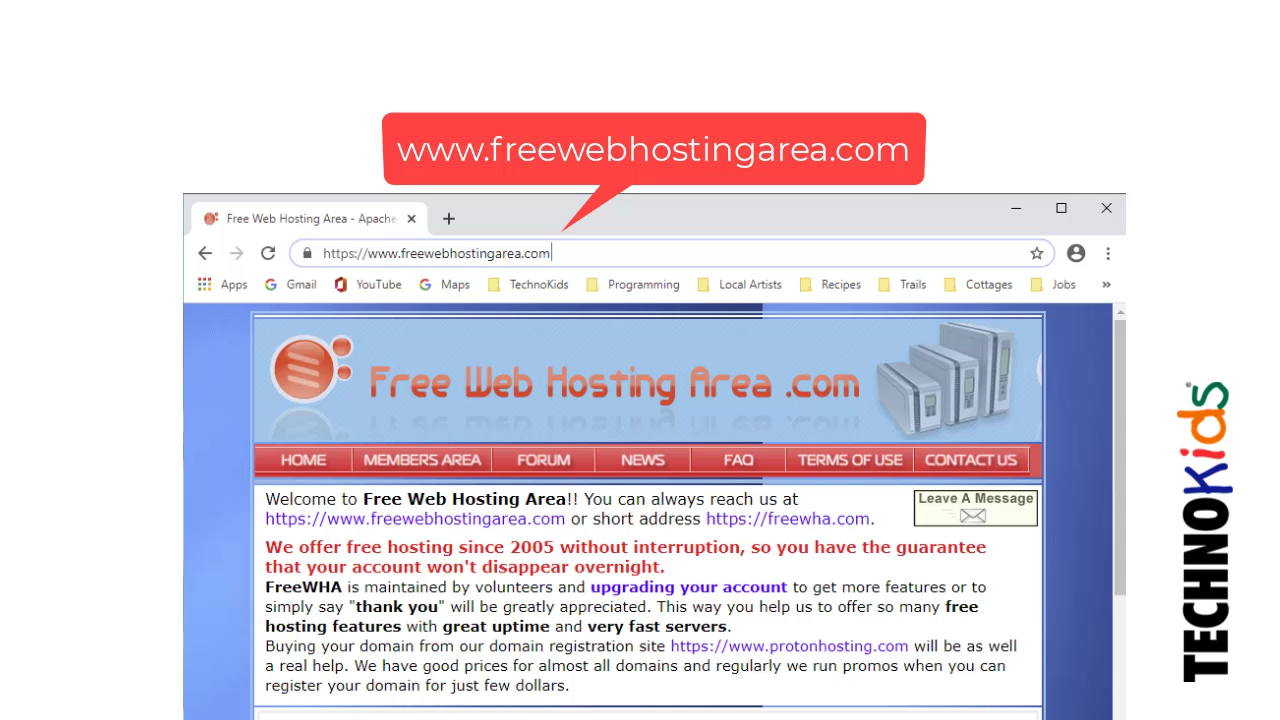 www.freewebhostingarea.com
Free Web Hosting Area - Apache
https://www.freewebhostingarea.com
Apps Gmail YouTube Maps TechnoKids Programming Local Artists Recipes Trails Cottages Jobs »
Free Web Hosting Area .com
HOME MEMBERS AREA FORUM NEWS FAQ TERMS OF USE CONTACT US
Welcome to Free Web Hosting Area!! You can always reach us at
https://www.freewebhostingarea.com or short address https://freewha.com.
Leave A Message
We offer free hosting since 2005 without interruption, so you have the guarantee
that your account won't disappear overnight.
FreeWHA is maintained by volunteers and upgrading your account to get more features or to
simply say "thank you" will be greatly appreciated. This way you help us to offer so many free
hosting features with great uptime and very fast servers.
Buying your domain from our domain registration site https://www.protonhosting.com will be as well
a real help. We have good prices for almost all domains and regularly we run promos when you can
register your domain for just few dollars.
TECHNOKidS